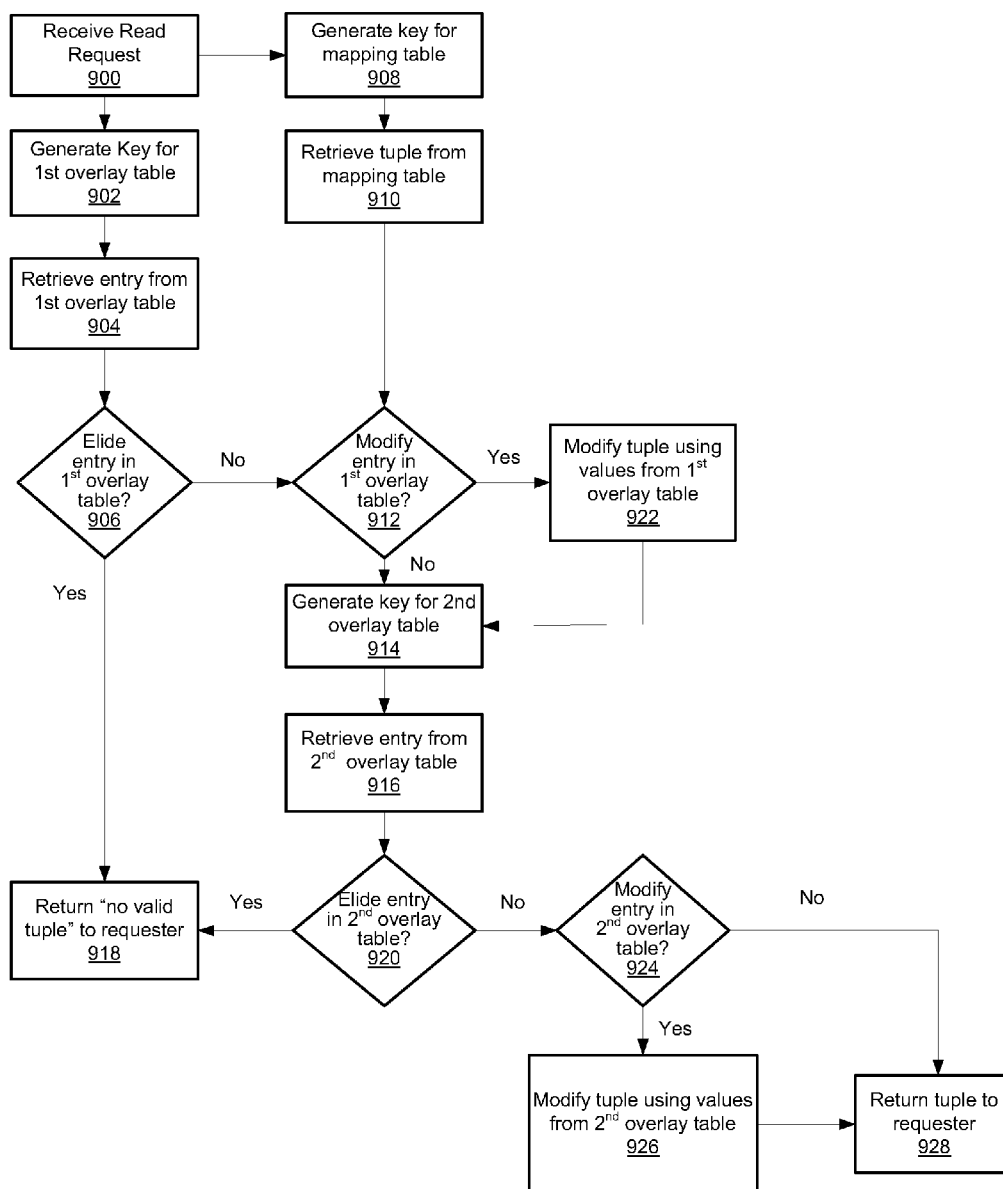 Receive Read
Request
900
Generate key for
mapping table
908
Generate Key for
1st overlay table
902
Retrieve tuple from
mapping table
910
Retrieve entry from
1st overlay table
904
Elide
entry in
1st overlay
table?
906
No
Modify
entry in
1st overlay
table?
912
Yes
Modify tuple using
values from 1st
overlay table
922
Yes
No
Generate key for 2nd
overlay table
914
Retrieve entry from
2nd overlay table
916
Return “no valid
tuple” to requester
918
Yes
Elide entry
in 2nd overlay
table?
920
No
Modify
entry in
2nd overlay
table?
924
No
Yes
Modify tuple using values
from 2nd overlay table
926
Return tuple to
requester
928